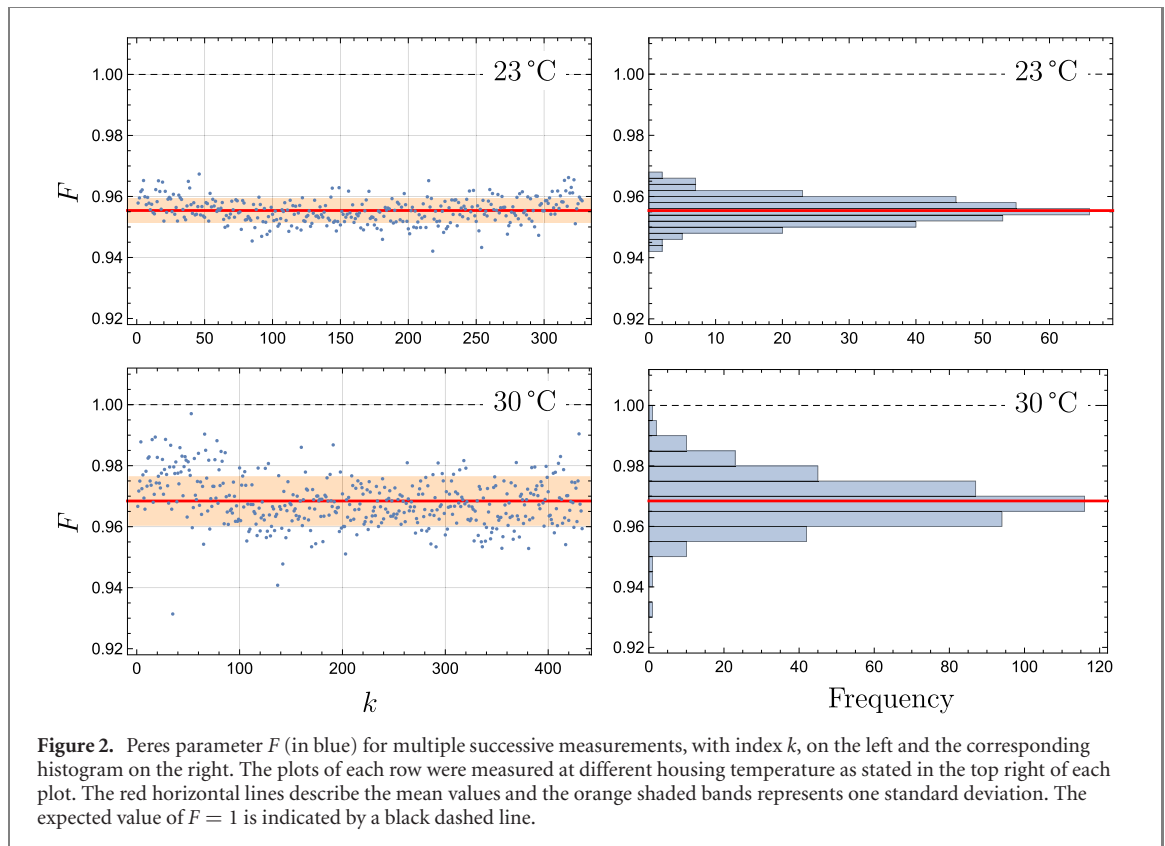 23 °C
1.00
0.98
0.96
0.94
0.92
F
0 50 100 150 200 250 300
23 °C
1.00
0.98
0.96
0.94
0.92
0 10 20 30 40 50 60
30 °C
1.00
0.98
0.96
0.94
0.92
F
0 100 200 300 400
k
30 °C
1.00
0.98
0.96
0.94
0.92
0 20 40 60 80 100 120
Frequency
Figure 2. Peres parameter F (in blue) for multiple successive measurements, with index k, on the left and the corresponding
histogram on the right. The plots of each row were measured at different housing temperature as stated in the top right of each
plot. The red horizontal lines describe the mean values and the orange shaded bands represents one standard deviation. The
expected value of F = 1 is indicated by a black dashed line.